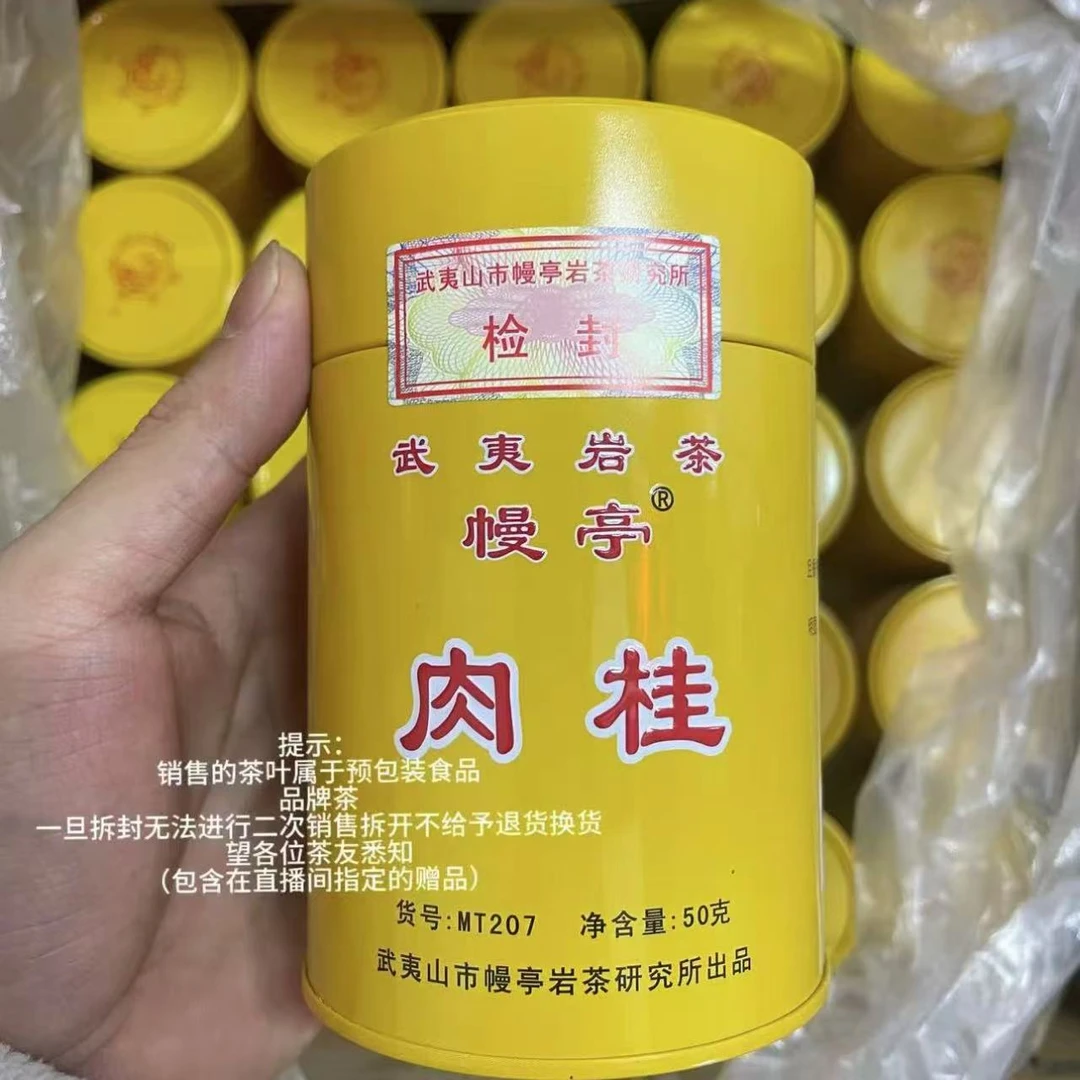 武夷山市幔亭岩茶研究所
检 封
武夷岩茶
幔亭®
肉桂
提示：
销售的茶叶属于预包装食品
品牌茶
一旦拆封无法进行二次销售拆开不给予退货换货
望各位茶友悉知
（包含在直播间指定的赠品）
货号:MT207 净含量:50克
武夷山市幔亭岩茶研究所出品